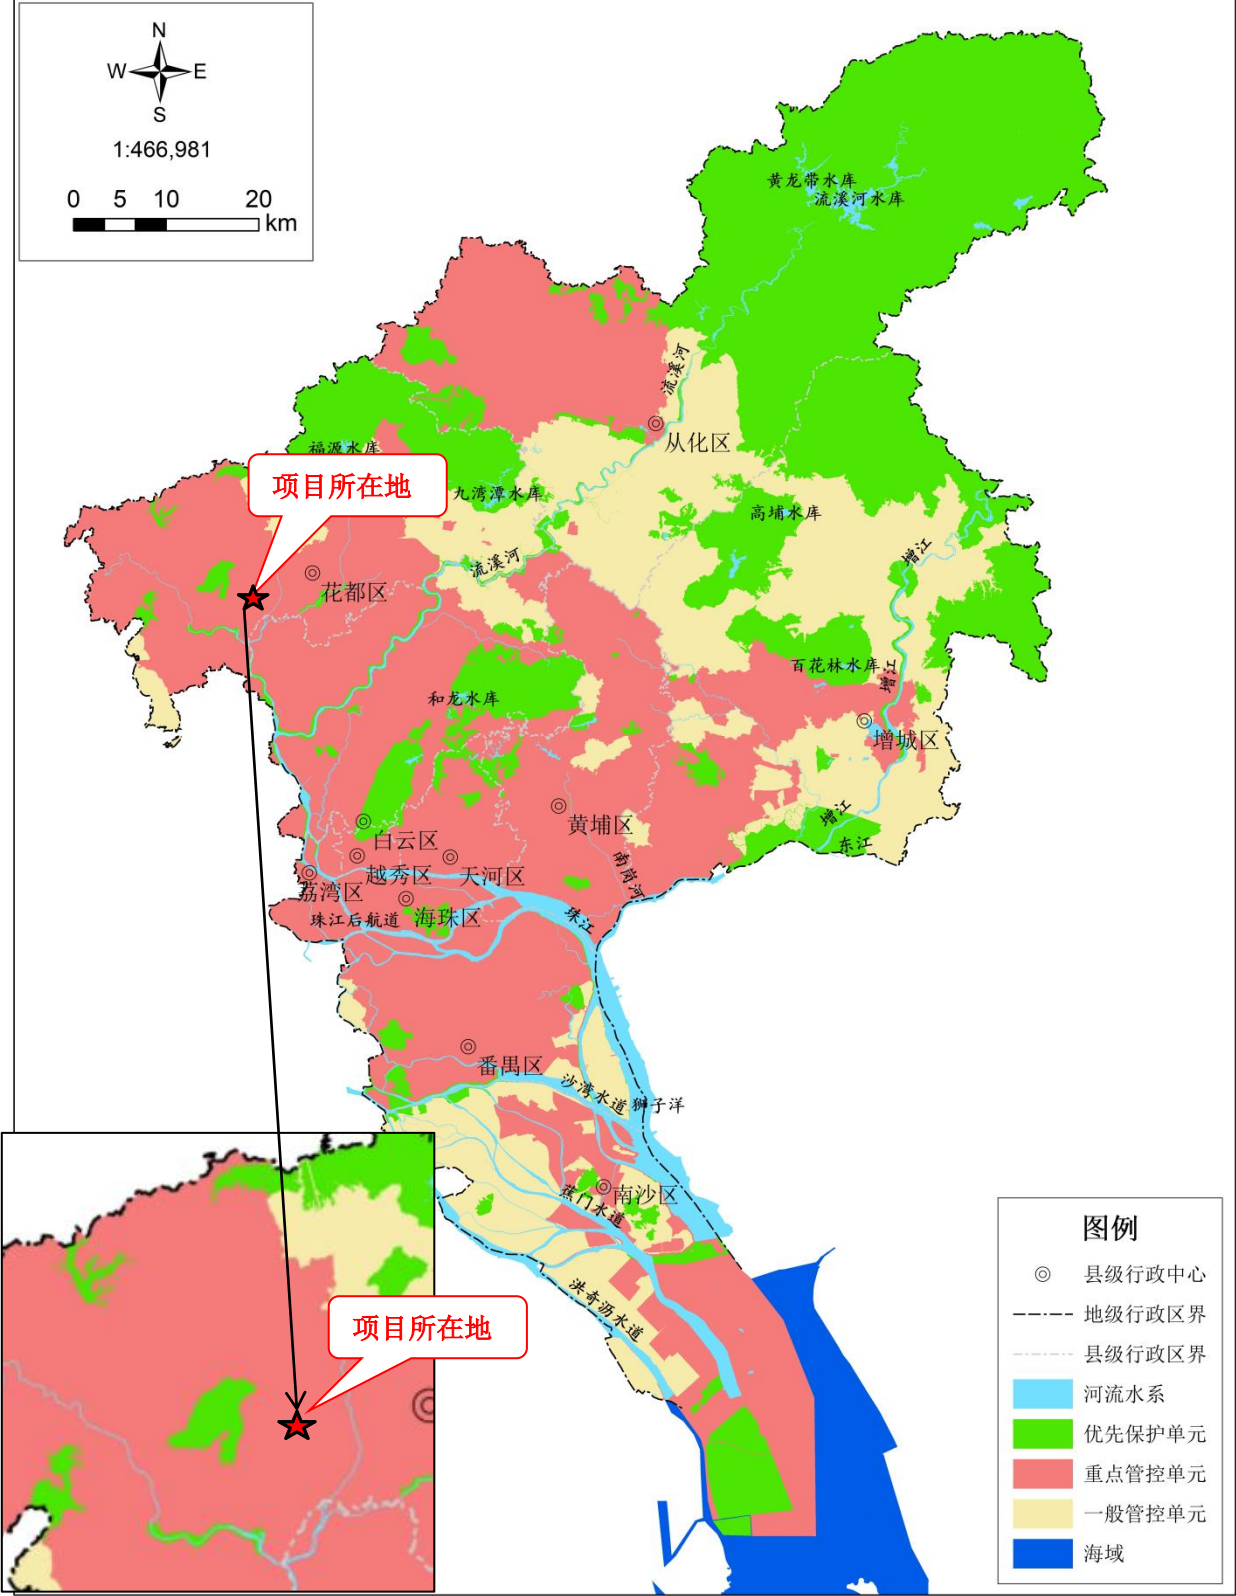 N
W E
S
1:466,981
0 5 10 20
km
黄龙带水库
流溪河水库
流溪河
从化区
福源水库
项目所在地
九湾潭水库
高埔水库
增江
流溪河
花都区
百花林水库
增江
和龙水库
增城区
增江
黄埔区
白云区
东江
南岗河
越秀区
天河区
荔湾区
海珠区
珠江后航道
珠江
番禺区
沙湾水道
狮子洋
蕉门水道
南沙区
洪奇沥水道
项目所在地
图例
县级行政中心
地级行政区界
县级行政区界
河流水系
优先保护单元
重点管控单元
一般管控单元
海域